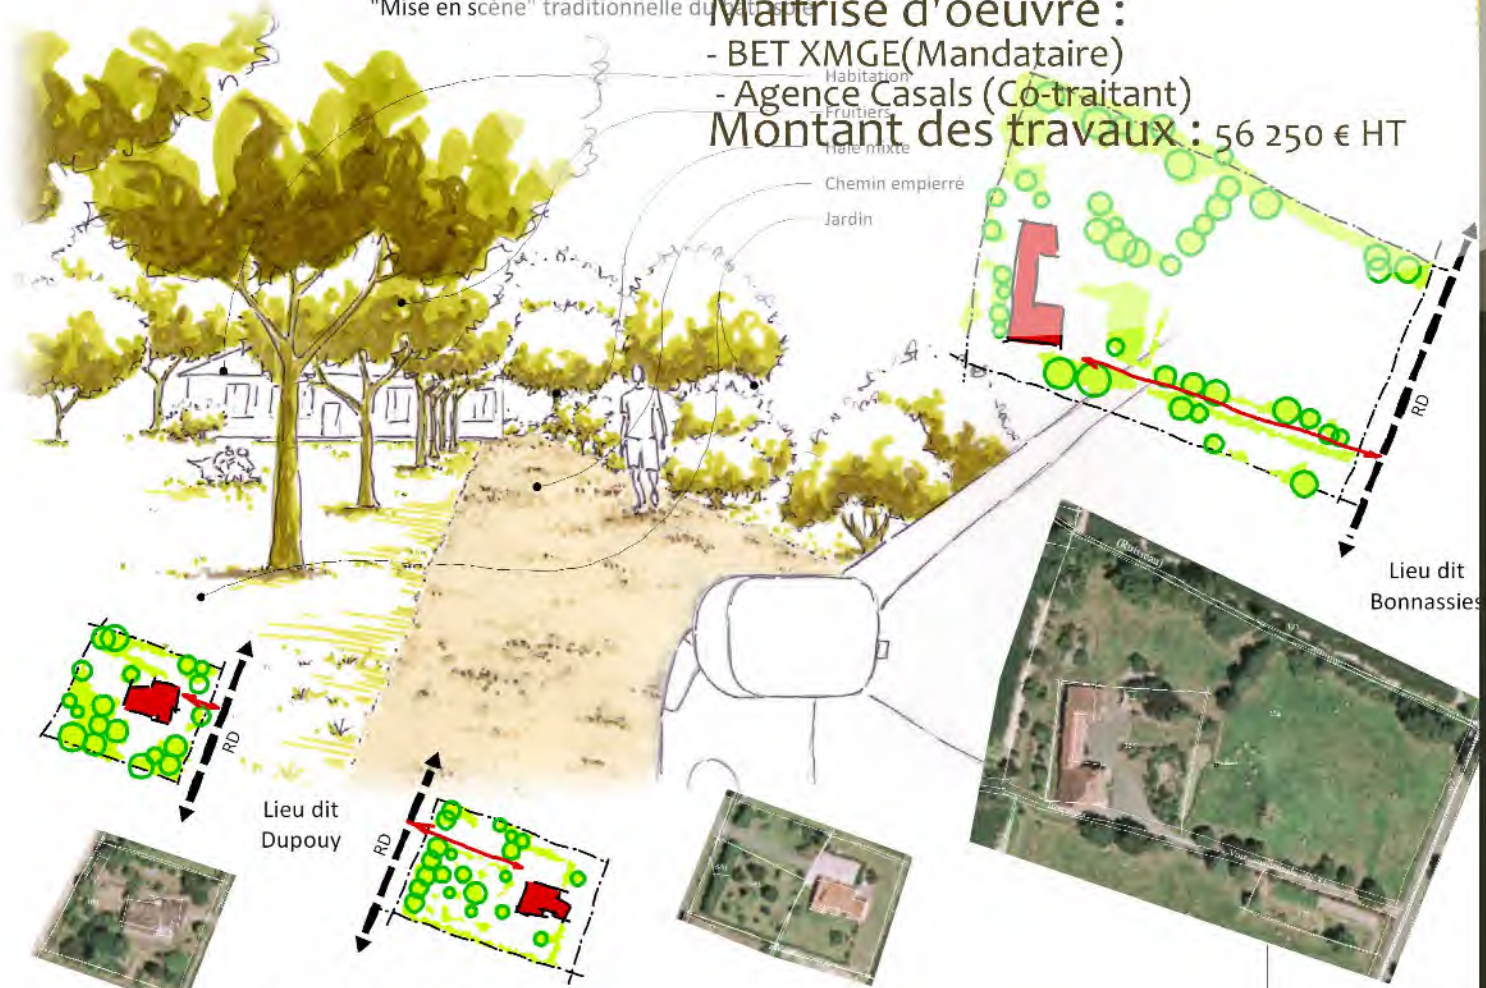 "Mise en scène" traditionnelle du
Maîtrise d'oeuvre :
- BET XMGE(Mandataire)
Habitation
- Agence Casals (Co-traitant)
Fruitiers
Montant des travaux : 56 250 € HT
Haie mixte
Chemin empierré
Jardin
RD
Lieu dit
Bonnassies
(Ruisseau)
RD
Lieu dit
Dupouy
RD